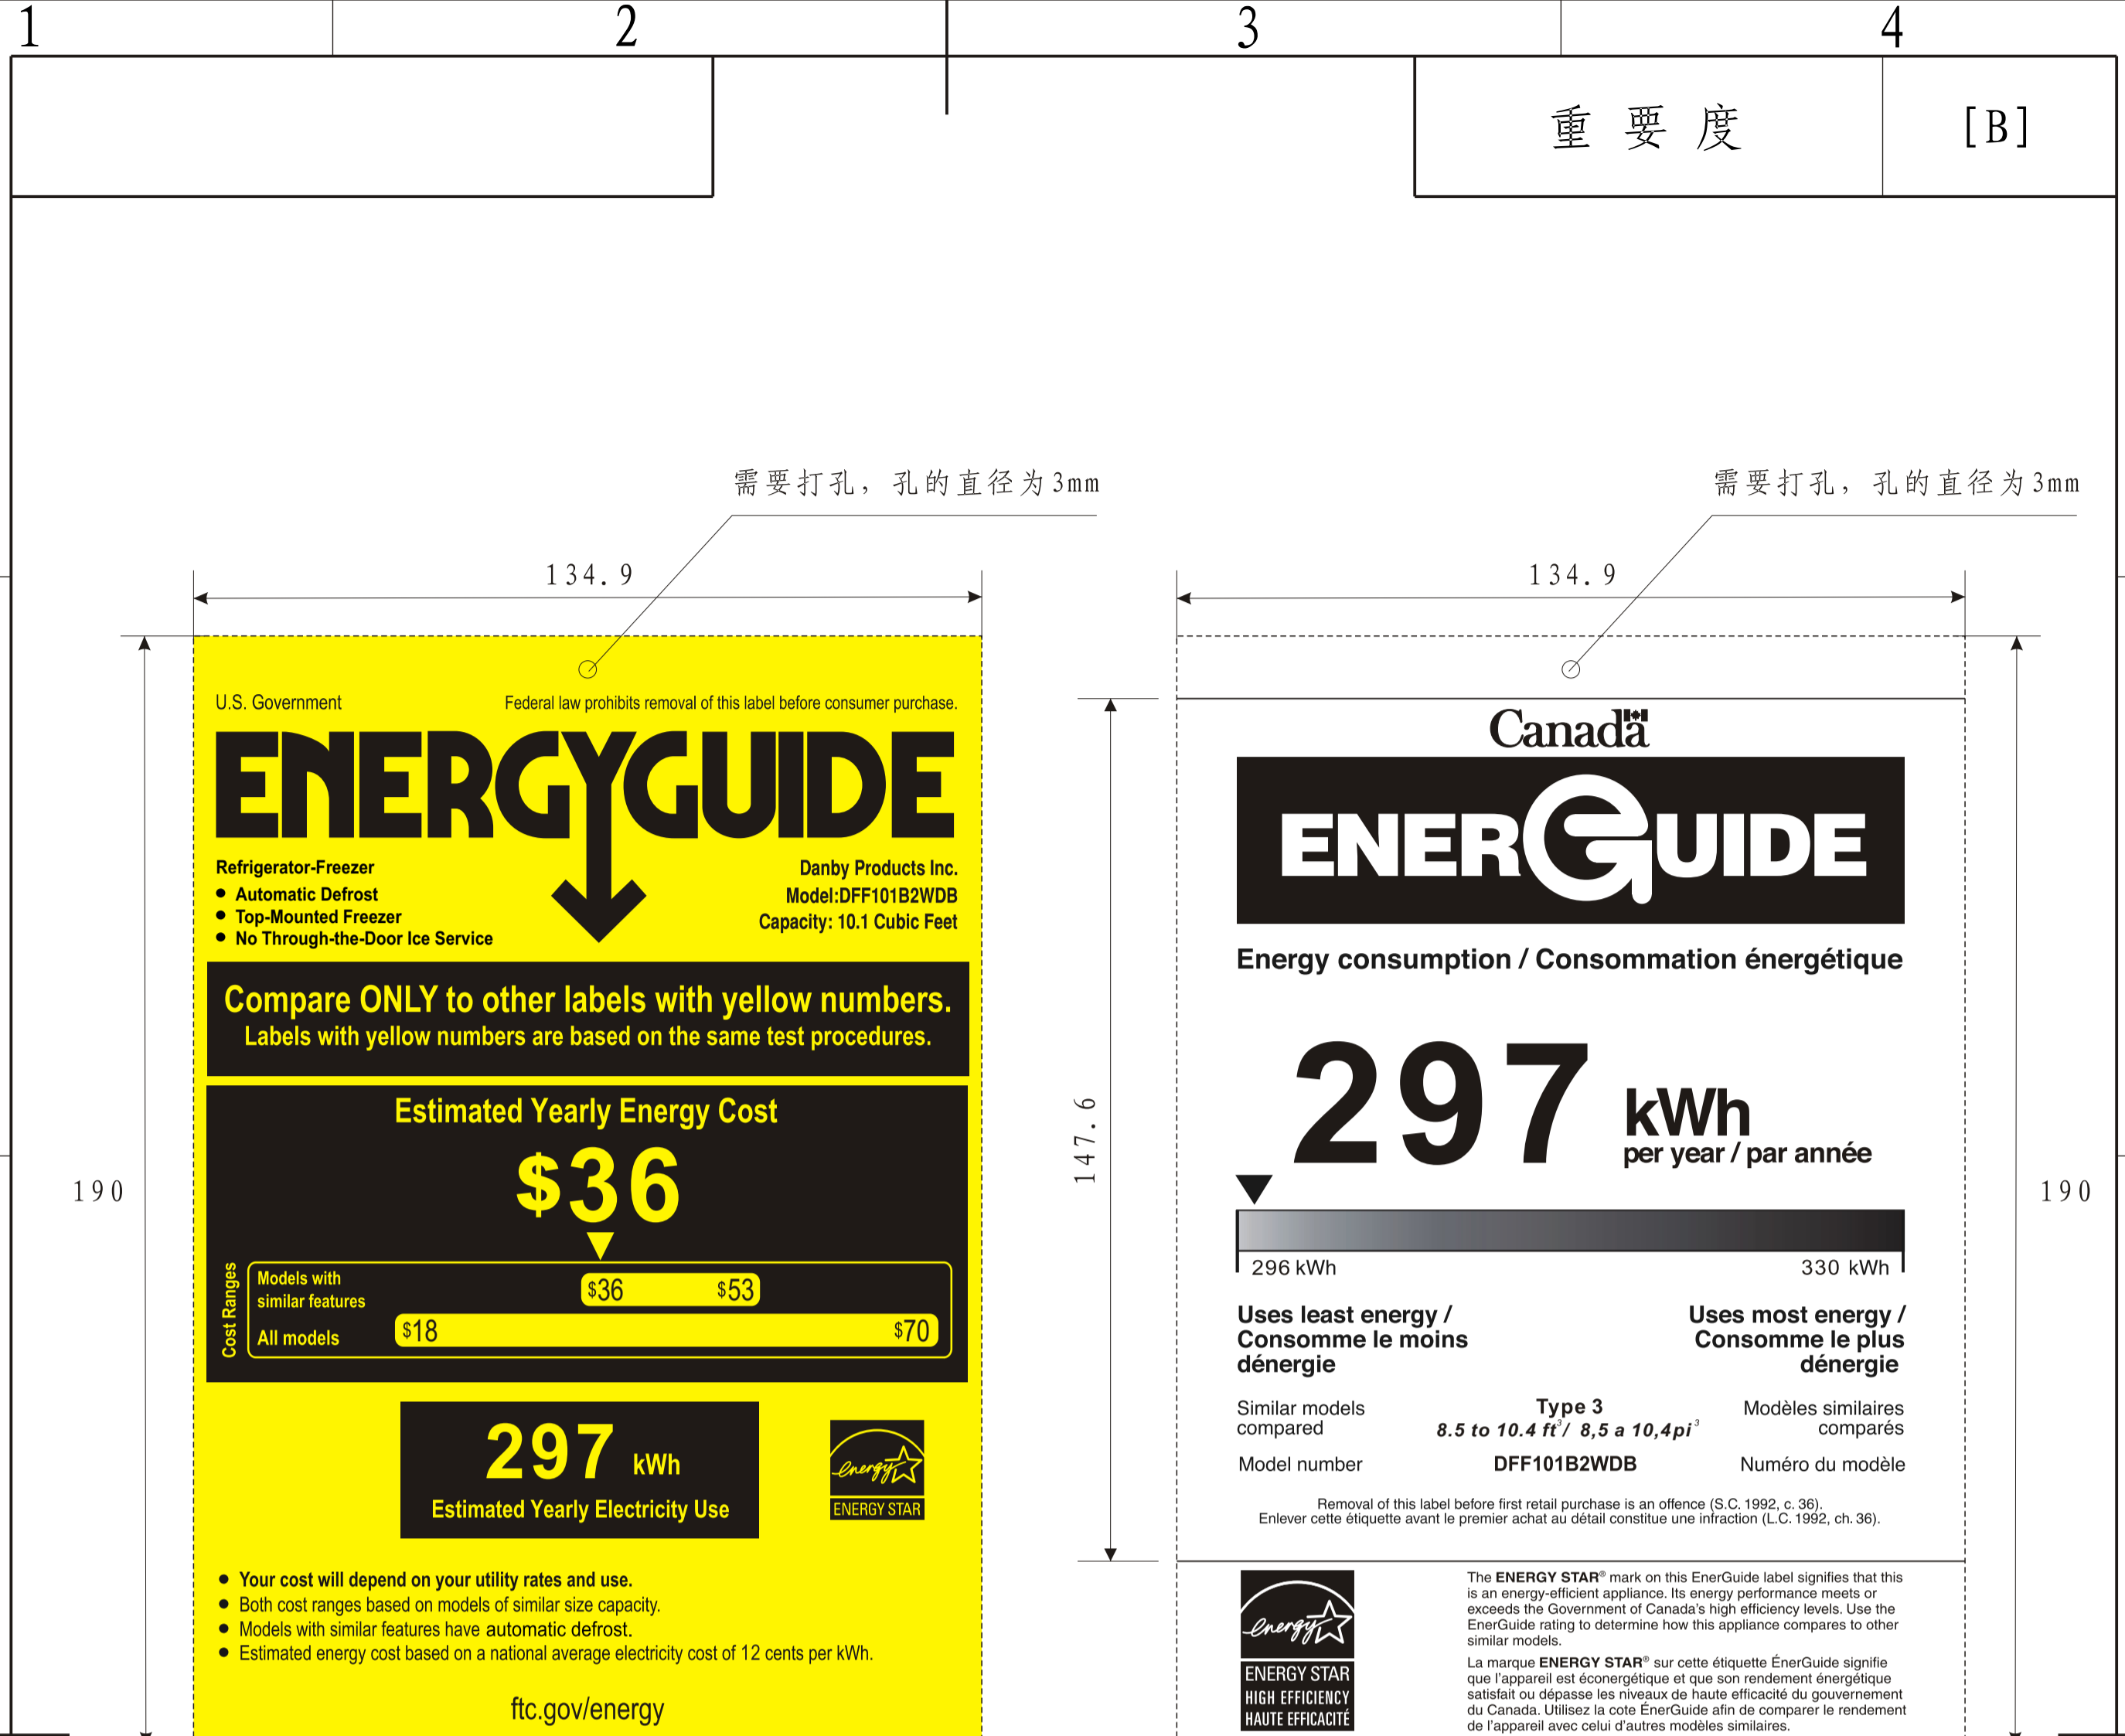 1 2 3 4
重要度 [B]
需要打孔，孔的直径为3mm
134.9
190
U.S. Government Federal law prohibits removal of this label before consumer purchase.
ENERGYGUIDE
Refrigerator-Freezer
● Automatic Defrost
● Top-Mounted Freezer
● No Through-the-Door Ice Service
Danby Products Inc.
Model:DFF101B2WDB
Capacity: 10.1 Cubic Feet
Compare ONLY to other labels with yellow numbers.
Labels with yellow numbers are based on the same test procedures.
Estimated Yearly Energy Cost
$36
Cost Ranges
Models with
similar features
$36 $53
All models
$18 $70
297 kWh
Estimated Yearly Electricity Use
energy
ENERGY STAR
● Your cost will depend on your utility rates and use.
● Both cost ranges based on models of similar size capacity.
● Models with similar features have automatic defrost.
● Estimated energy cost based on a national average electricity cost of 12 cents per kWh.
ftc.gov/energy
需要打孔，孔的直径为3mm
134.9
147.6
190
Canada
ENERGUIDE
Energy consumption / Consommation énergétique
297 kWh
per year / par année
296 kWh 330 kWh
Uses least energy /
Consomme le moins
dénergie
Uses most energy /
Consomme le plus
dénergie
Similar models
compared
Type 3
8.5 to 10.4 ft³/ 8,5 a 10,4pi³
Modèles similaires
comparés
Model number DFF101B2WDB Numéro du modèle
Removal of this label before first retail purchase is an offence (S.C. 1992, c. 36).
Enlever cette étiquette avant le premier achat au détail constitue une infraction (L.C. 1992, ch. 36).
energy
ENERGY STAR
HIGH EFFICIENCY
HAUTE EFFICACITÉ
The ENERGY STAR® mark on this EnerGuide label signifies that this
is an energy-efficient appliance. Its energy performance meets or
exceeds the Government of Canada's high efficiency levels. Use the
EnerGuide rating to determine how this appliance compares to other
similar models.
La marque ENERGY STAR® sur cette étiquette ÉnerGuide signifie
que l'appareil est éconergétique et que son rendement énergétique
satisfait ou dépasse les niveaux de haute efficacité du gouvernement
du Canada. Utilisez la cote ÉnerGuide afin de comparer le rendement
de l'appareil avec celui d'autres modèles similaires.